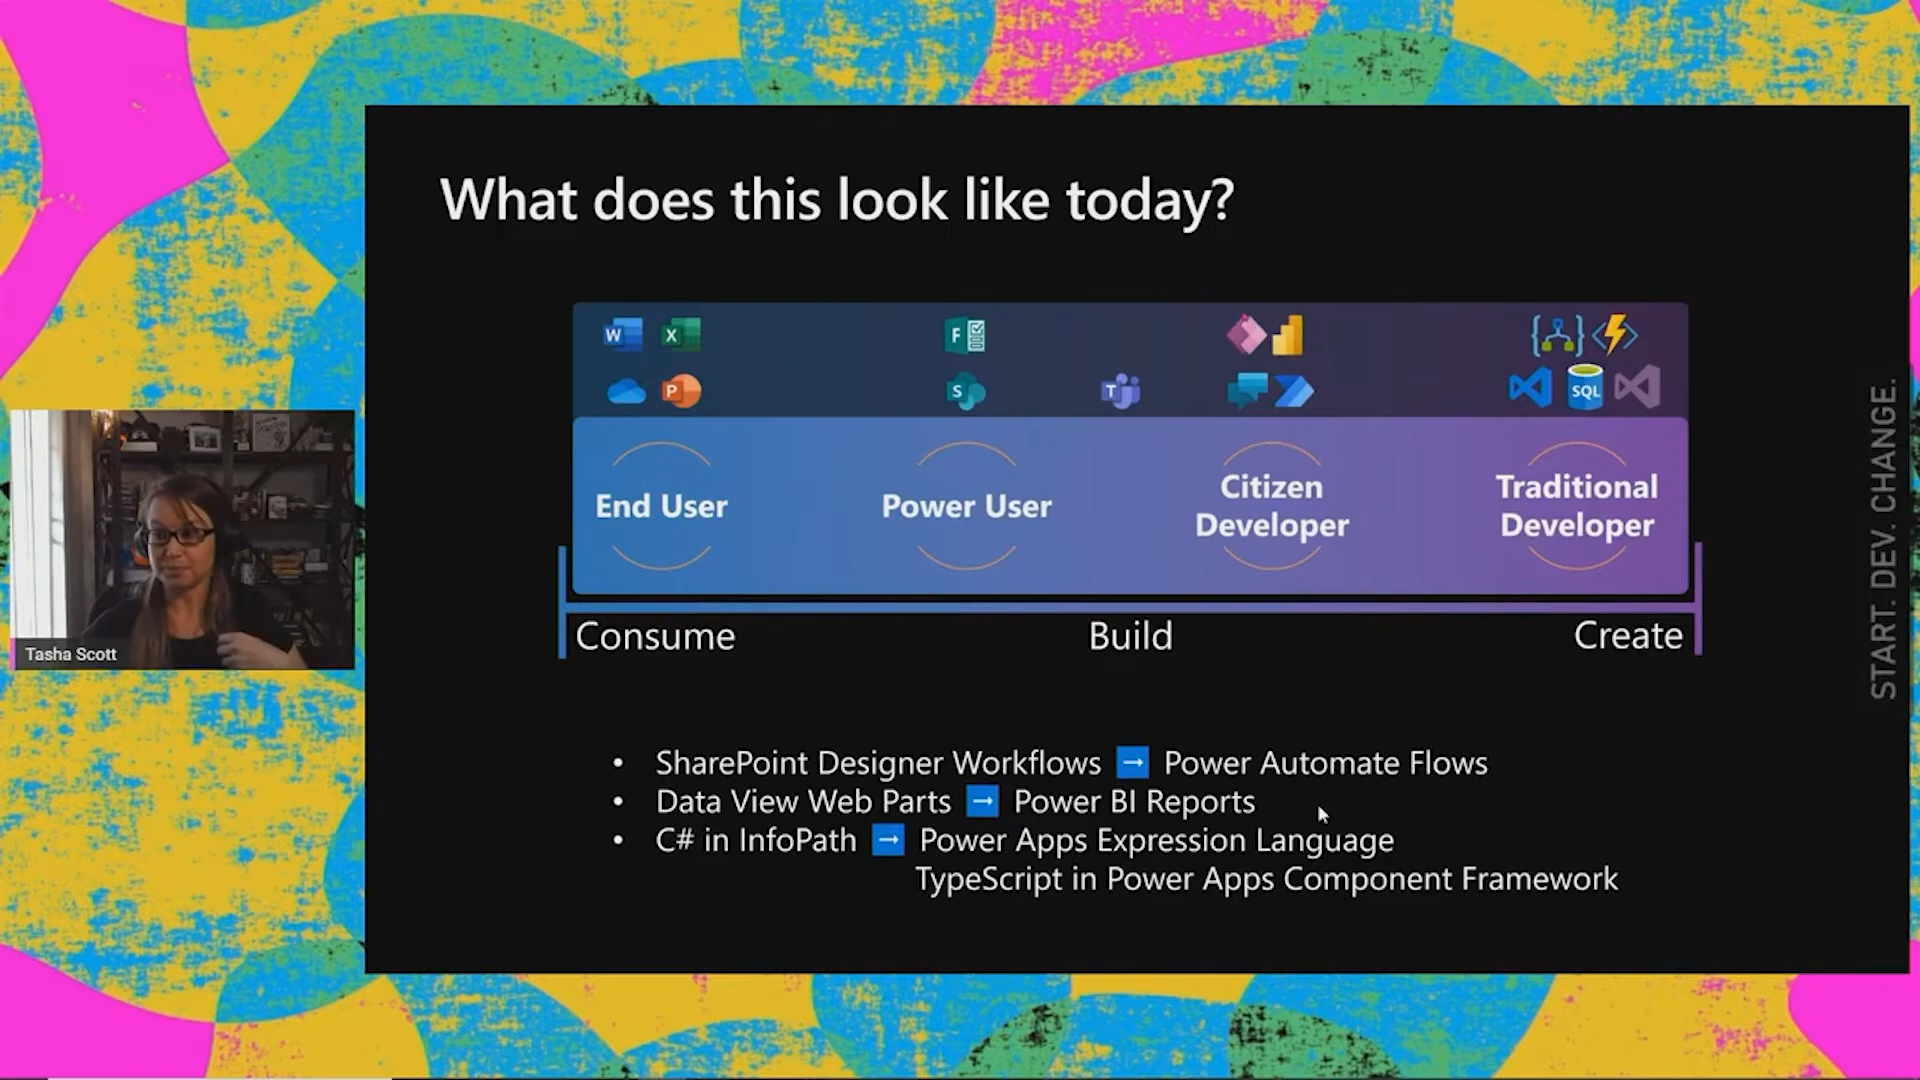 What does this look like today?
W X
F
P
S
T
SQL
End User
Power User
Citizen
Developer
Traditional
Developer
Consume
Build
Create
• SharePoint Designer Workflows ➡ Power Automate Flows
• Data View Web Parts ➡ Power BI Reports
• C# in InfoPath ➡ Power Apps Expression Language
TypeScript in Power Apps Component Framework
Tasha Scott
START. DEV. CHANGE.